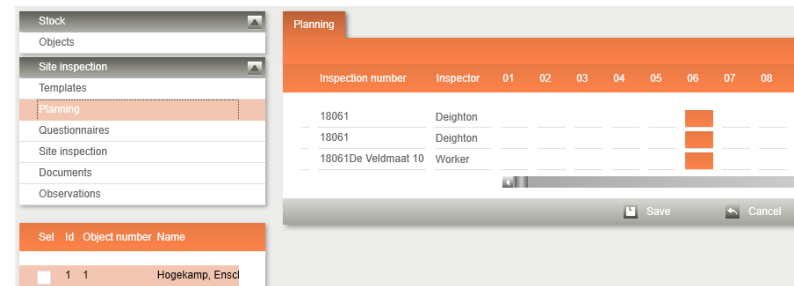 Stock
Objects
Site inspection
Templates
Planning
Questionnaires
Site inspection
Documents
Observations
Sel Id Object number Name
1 1 Hogekamp, Ensc
Planning
Inspection number Inspector 01 02 03 04 05 06 07 08
18061 Deighton
18061 Deighton
18061De Veldmaat 10 Worker
Save Cancel